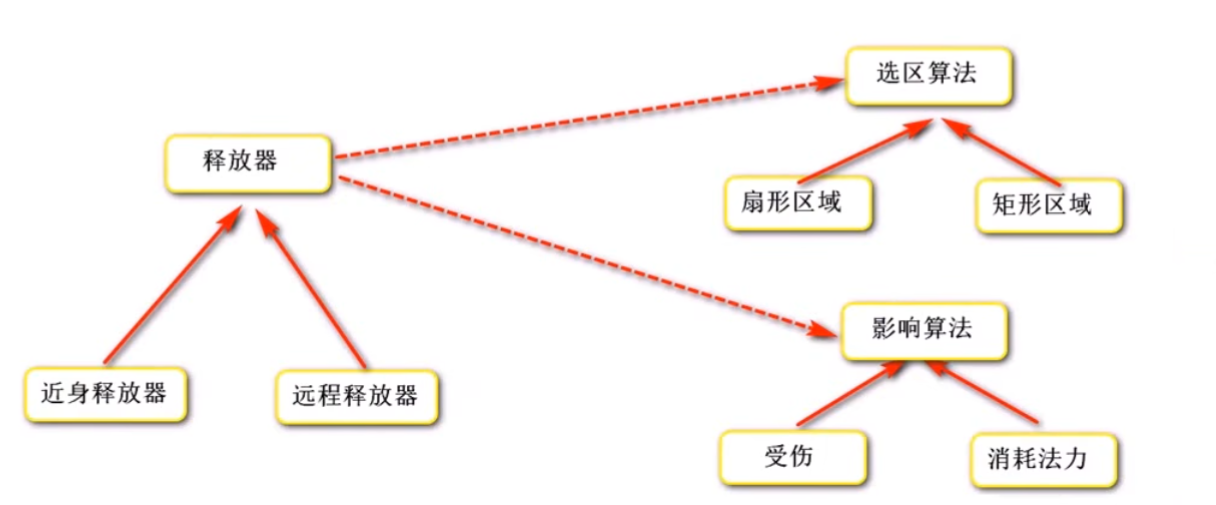 选区算法
释放器
扇形区域
矩形区域
影响算法
近身释放器
远程释放器
受伤
消耗法力